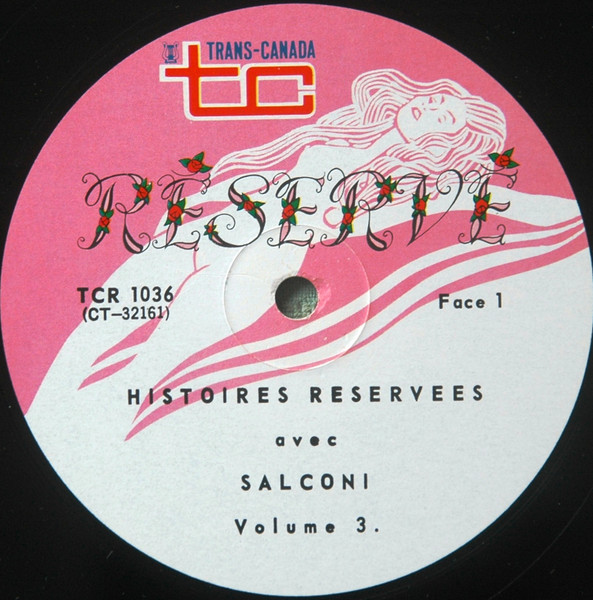 TRANS-CANADA
tc
RÉSERVÉ
TCR 1036
(CT-32161)
Face 1
HISTOIRES RESERVEES
avec
SALCONI
Volume 3.